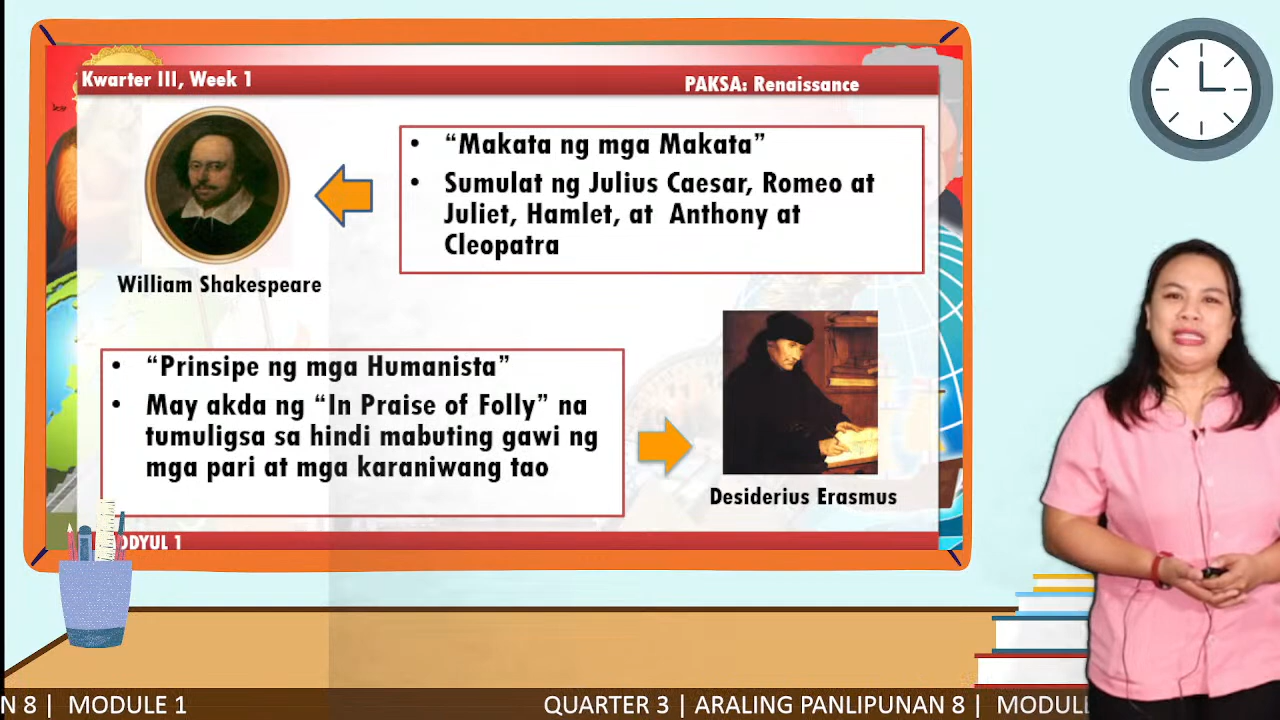 Kwarter III, Week 1
PAKSA: Renaissance
• “Makata ng mga Makata”
• Sumulat ng Julius Caesar, Romeo at
Juliet, Hamlet, at Anthony at
Cleopatra
William Shakespeare
• “Prinsipe ng mga Humanista”
• May akda ng “In Praise of Folly” na
tumuligsa sa hindi mabuting gawi ng
mga pari at mga karaniwang tao
Desiderius Erasmus
ODYUL 1
N 8 | MODULE 1
QUARTER 3 | ARALING PANLIPUNAN 8 | MODUL